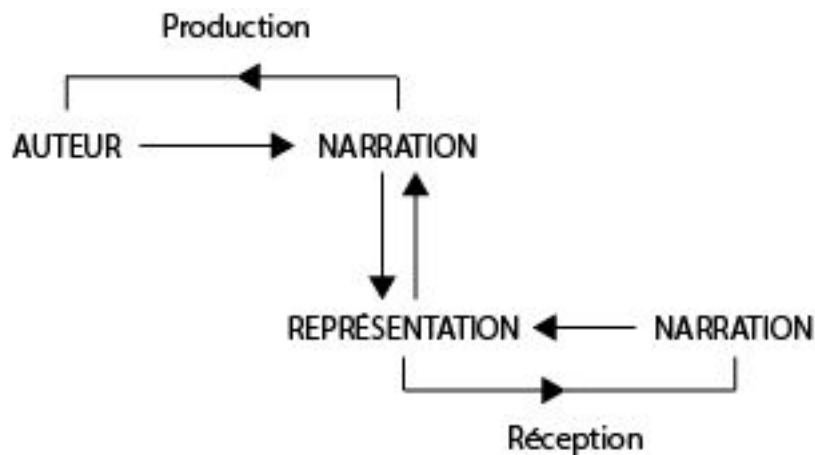 Production
AUTEUR NARRATION
REPRÉSENTATION NARRATION
Réception